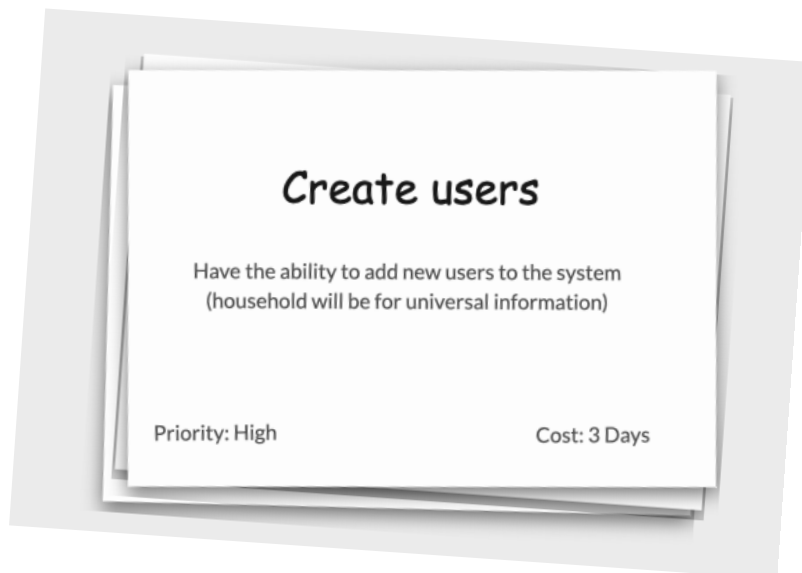 Create users
Have the ability to add new users to the system
(household will be for universal information)
Priority: High
Cost: 3 Days